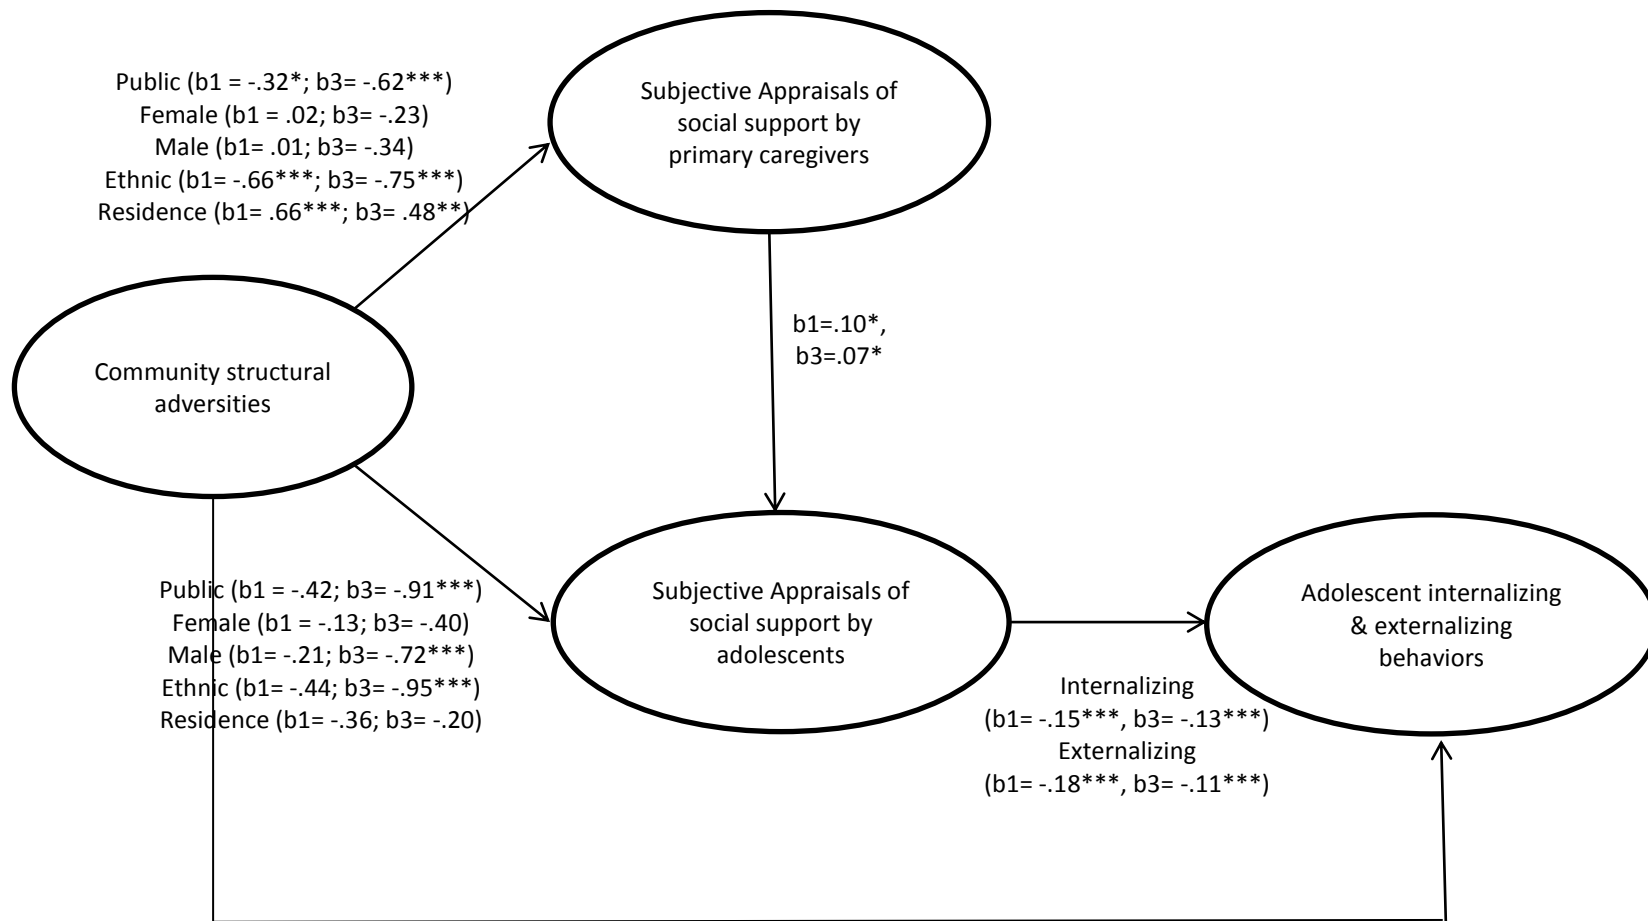 Public (b1 = -.32*; b3= -.62***)
Female (b1 = .02; b3= -.23)
Male (b1= .01; b3= -.34)
Ethnic (b1= -.66***; b3= -.75***)
Residence (b1= .66***; b3= .48**)
Subjective Appraisals of
social support by
primary caregivers
b1=.10*,
b3=.07*
Community structural
adversities
Public (b1 = -.42; b3= -.91***)
Female (b1 = -.13; b3= -.40)
Male (b1= -.21; b3= -.72***)
Ethnic (b1= -.44; b3= -.95***)
Residence (b1= -.36; b3= -.20)
Subjective Appraisals of
social support by
adolescents
Internalizing
(b1= -.15***, b3= -.13***)
Externalizing
(b1= -.18***, b3= -.11***)
Adolescent internalizing
& externalizing
behaviors